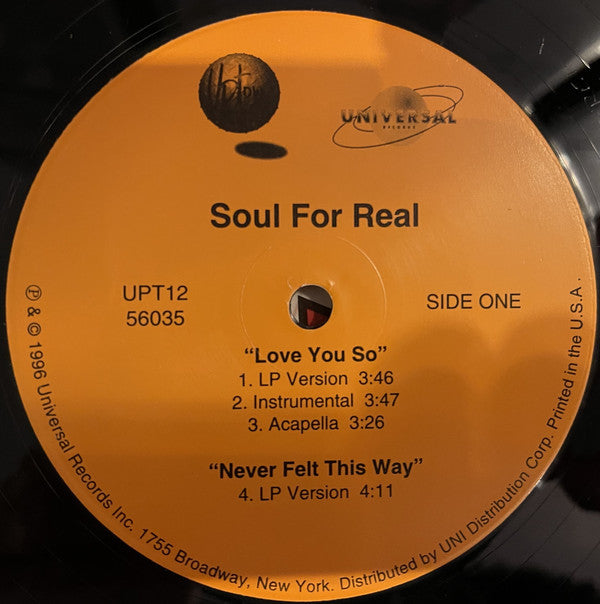 Uptown
UNIVERSAL
RECORDS
Soul For Real
UPT12
56035
SIDE ONE
“Love You So”
1. LP Version 3:46
2. Instrumental 3:47
3. Acapella 3:26
“Never Felt This Way”
4. LP Version 4:11
℗ & © 1996 Universal Records Inc. 1755 Broadway, New York. Distributed by UNI Distribution Corp. Printed in the U.S.A.